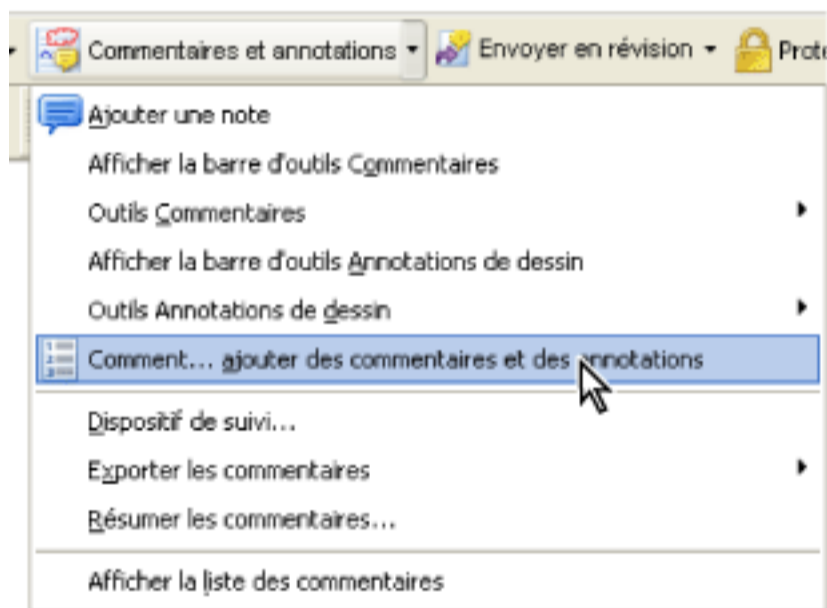 Commentaires et annotations Envoyer en révision Prote
Ajouter une note
Afficher la barre d'outils Commentaires
Outils Commentaires
Afficher la barre d'outils Annotations de dessin
Outils Annotations de dessin
Comment... ajouter des commentaires et des annotations
Dispositif de suivi...
Exporter les commentaires
Résumer les commentaires...
Afficher la liste des commentaires